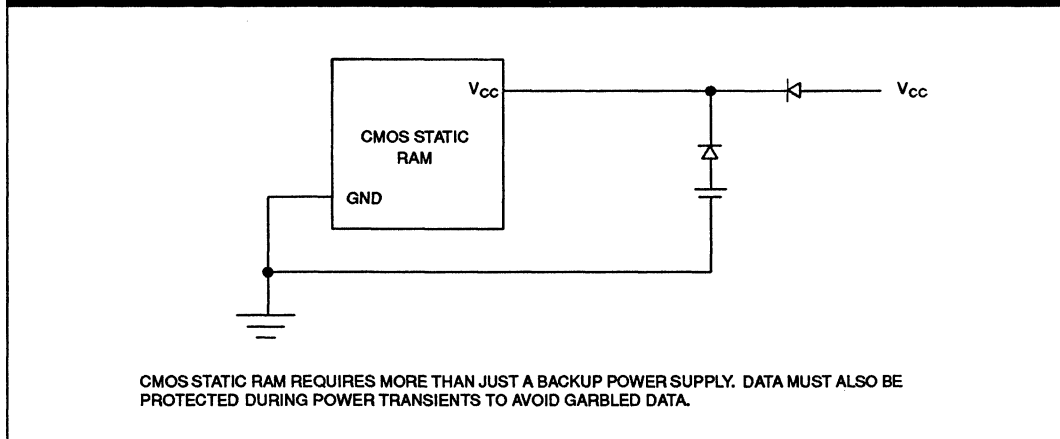 VCC
VCC
CMOS STATIC
RAM
GND
CMOS STATIC RAM REQUIRES MORE THAN JUST A BACKUP POWER SUPPLY. DATA MUST ALSO BE
PROTECTED DURING POWER TRANSIENTS TO AVOID GARBLED DATA.